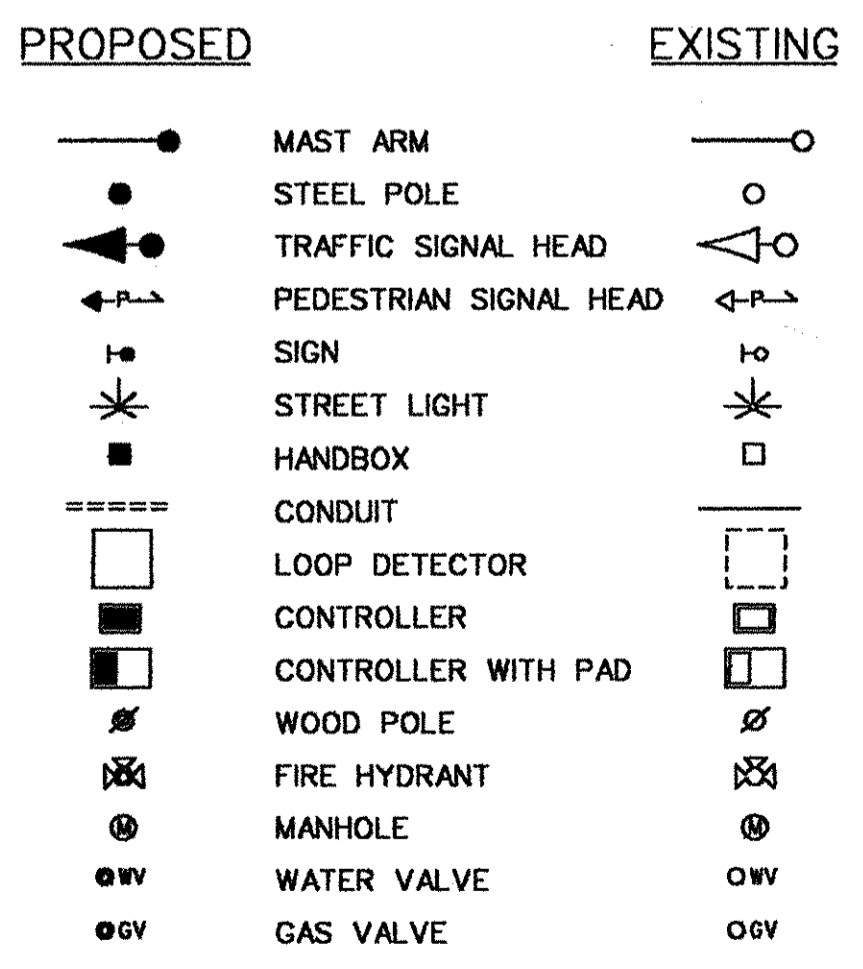 PROPOSED EXISTING
MAST ARM
STEEL POLE
TRAFFIC SIGNAL HEAD
P PEDESTRIAN SIGNAL HEAD P
SIGN
STREET LIGHT
HANDBOX
CONDUIT
LOOP DETECTOR
CONTROLLER
CONTROLLER WITH PAD
WOOD POLE
FIRE HYDRANT
M MANHOLE M
WV WATER VALVE WV
GV GAS VALVE GV